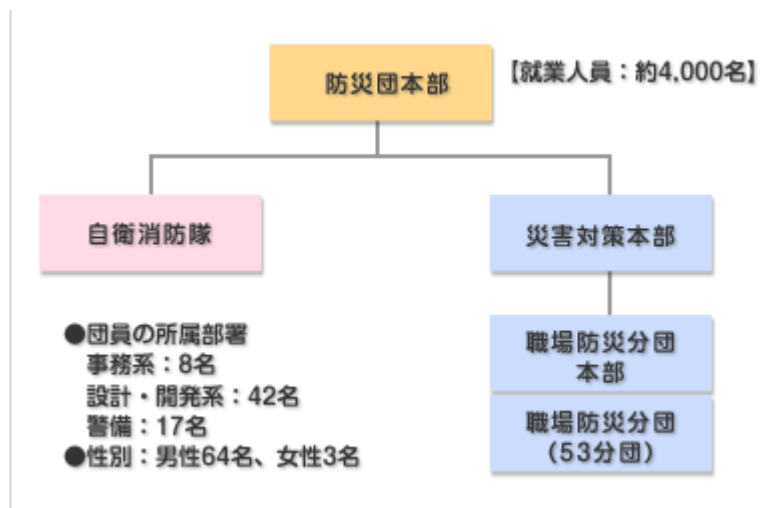 防災団本部
【就業人員：約4,000名】
自衛消防隊
災害対策本部
●団員の所属部署
事務系：8名
設計・開発系：42名
警備：17名
●性別：男性64名、女性3名
職場防災分団
本部
職場防災分団
（53分団）